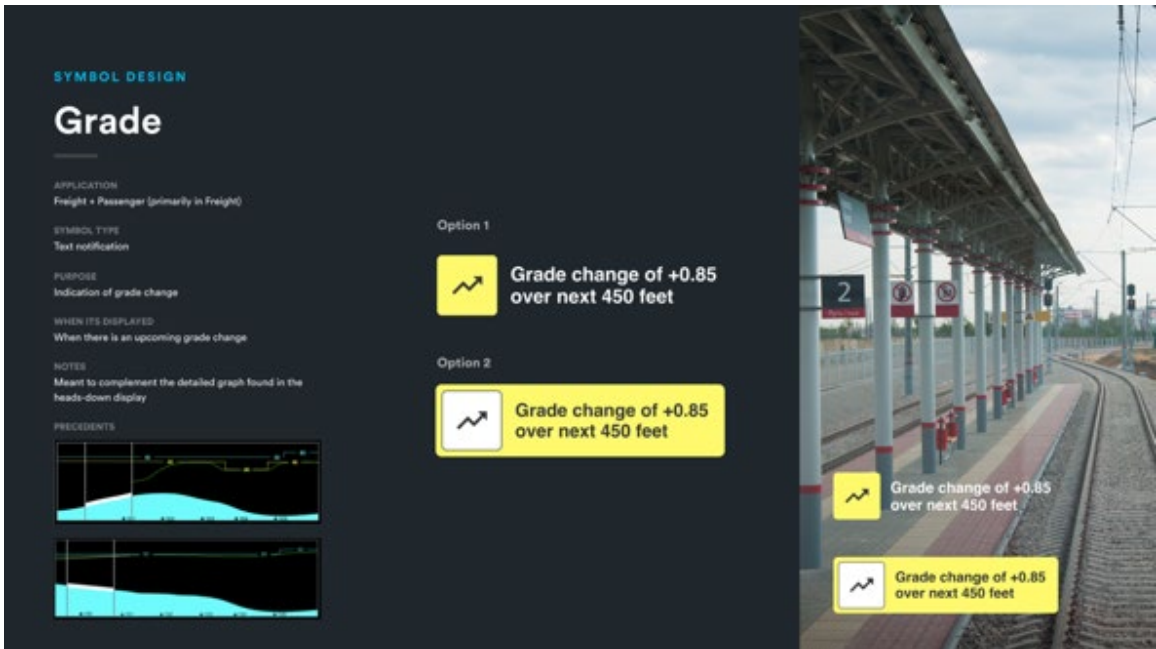 SYMBOL DESIGN
Grade
APPLICATION
Freight + Passenger (primarily in Freight)
SYMBOL TYPE
Text notification
PURPOSE
Indication of grade change
WHEN ITS DISPLAYED
When there is an upcoming grade change
NOTES
Meant to complement the detailed graph found in the
heads-down display
PRECEDENTS
Option 1
Grade change of +0.85
over next 450 feet
Option 2
Grade change of +0.85
over next 450 feet
2
Grade change of +0.85
over next 450 feet
Grade change of +0.85
over next 450 feet